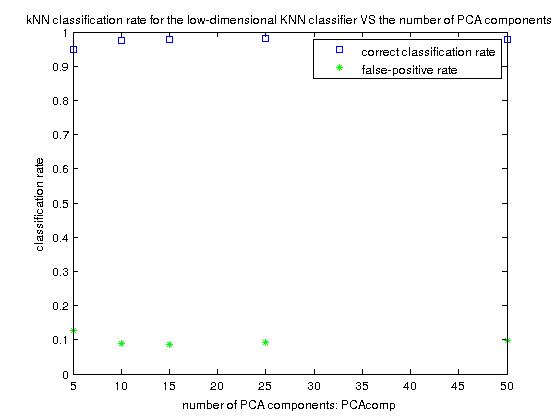 kNN classification rate for the low-dimensional KNN classifier VS the number of PCA components
1
0.9
0.8
0.7
0.6
0.5
0.4
0.3
0.2
0.1
0
classification rate
correct classification rate
false-positive rate
5 10 15 20 25 30 35 40 45 50
number of PCA components: PCAcomp